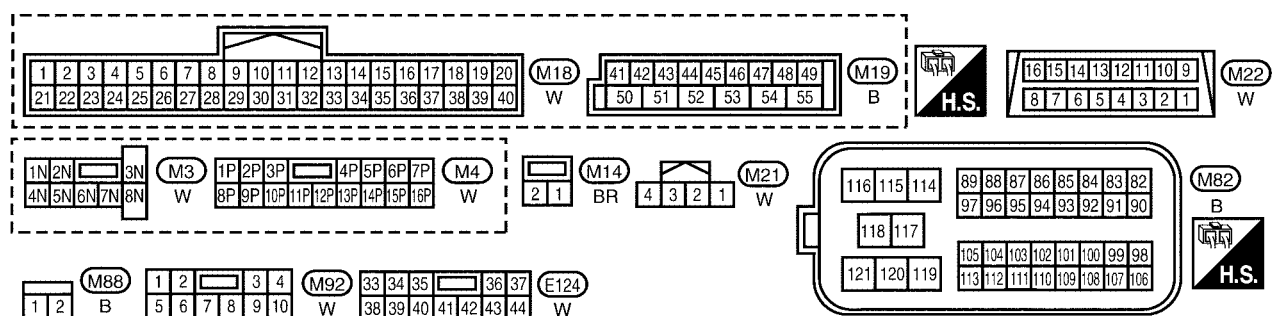 1 2 3 4 5 6 7 8 9 10 11 12 13 14 15 16 17 18 19 20
21 22 23 24 25 26 27 28 29 30 31 32 33 34 35 36 37 38 39 40
M18
W
41 42 43 44 45 46 47 48 49
50 51 52 53 54 55
M19
B
H.S.
16 15 14 13 12 11 10 9
8 7 6 5 4 3 2 1
M22
W
1N 2N 3N
4N 5N 6N 7N 8N
M3
W
1P 2P 3P 4P 5P 6P 7P
8P 9P 10P 11P 12P 13P 14P 15P 16P
M4
W
2 1
M14
BR
4 3 2 1
M21
W
116 115 114
118 117
121 120 119
89 88 87 86 85 84 83 82
97 96 95 94 93 92 91 90
105 104 103 102 101 100 99 98
113 112 111 110 109 108 107 106
M82
B
H.S.
1 2
M88
B
1 2 3 4
5 6 7 8 9 10
M92
W
33 34 35 36 37
38 39 40 41 42 43 44
E124
W